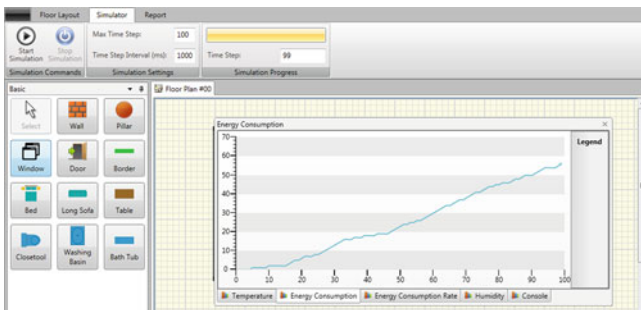 Floor Layout Simulator Report
Max Time Step: 100
Start Simulation Stop Simulation
Time Step Interval (ms): 1000 Time Step: 99
Simulation Commands Simulation Settings Simulation Progress
Basic Floor Plan #00
Select Wall Pillar
Window Door Border
Bed Long Sofa Table
Closetool Washing Basin Bath Tub
Energy Consumption
Legend
70
60
50
40
30
20
10
0
0 10 20 30 40 50 60 70 80 90 100
Temperature Energy Consumption Energy Consumption Rate Humidity Console